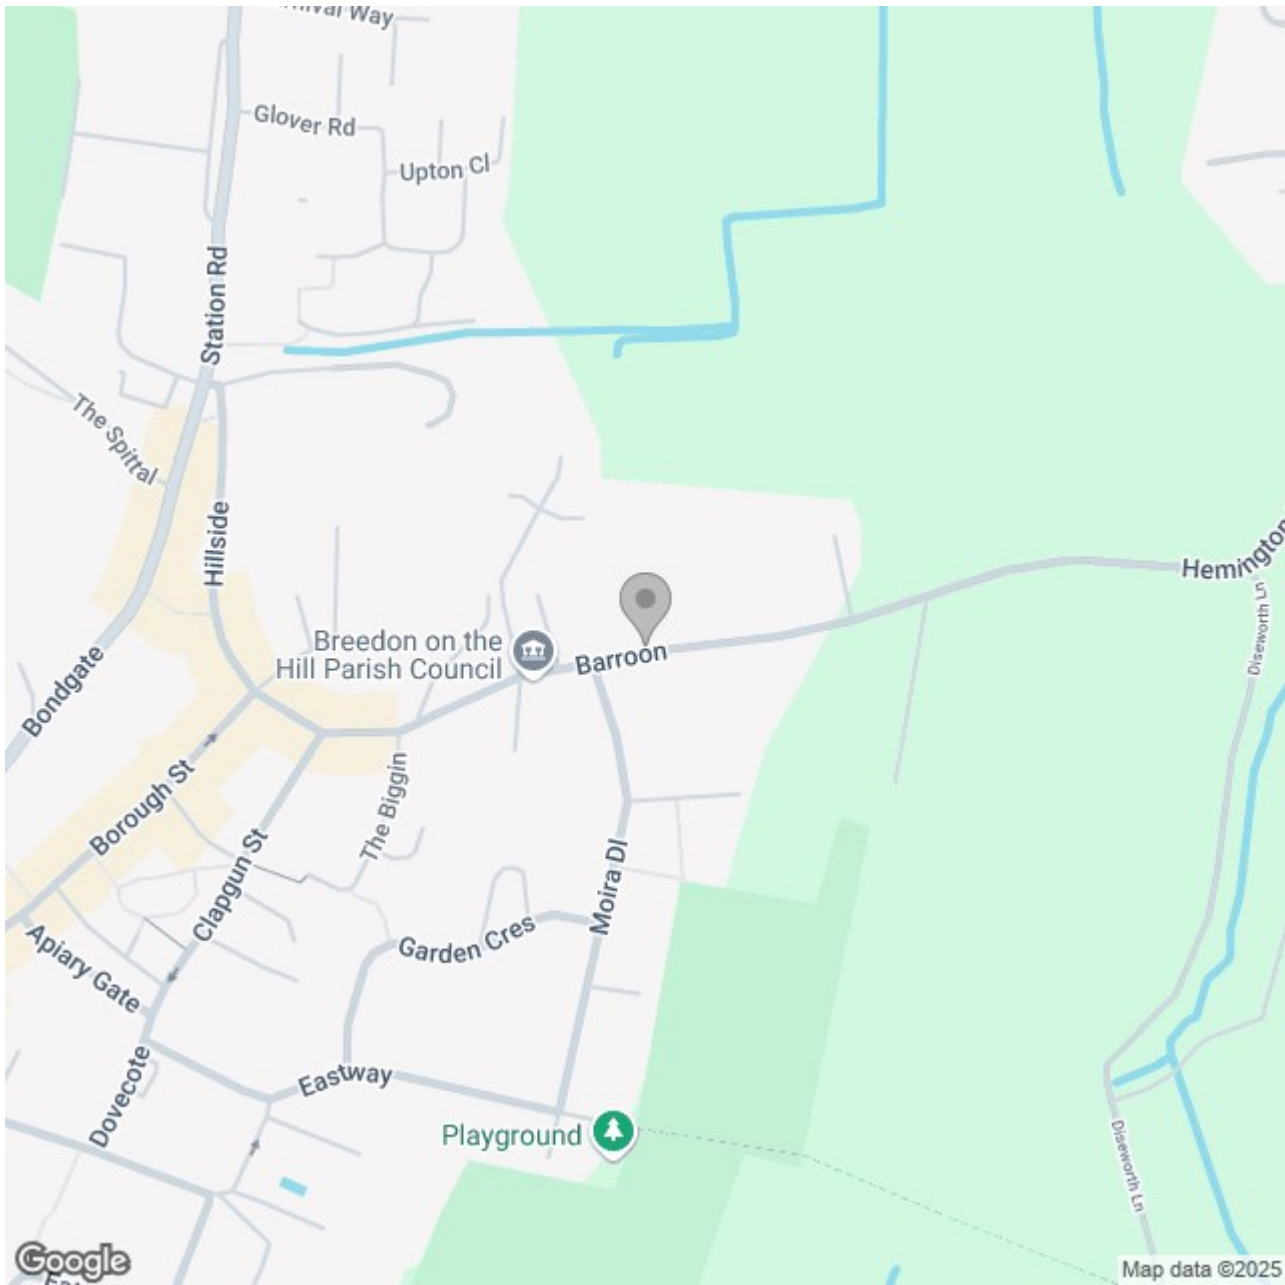 Way
Glover Rd
Upton Cl
Station Rd
The Spittal
Hillside
Hemington
Diseworth Ln
Breedon on the
Hill Parish Council
Barroon
Bondgate
Borough St
The Biggin
Clapgun St
Moira Dl
Garden Cres
Apiary Gate
Eastway
Dovecote
Playground
Diseworth Ln
Google
Map data ©2025